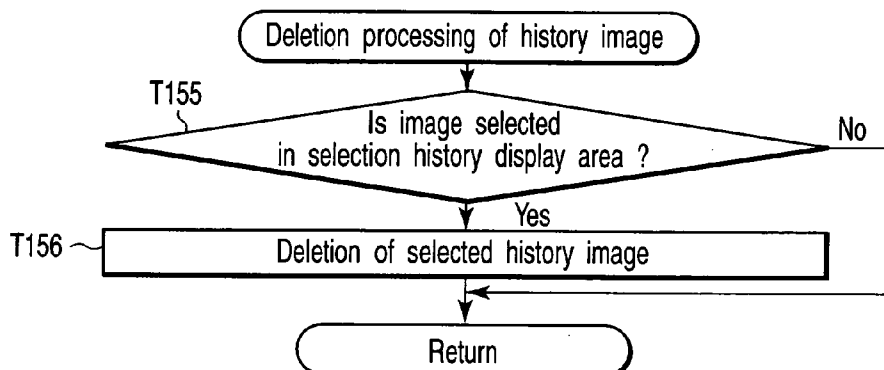 Deletion processing of history image
T155
Is image selected
in selection history display area ?
No
Yes
T156
Deletion of selected history image
Return